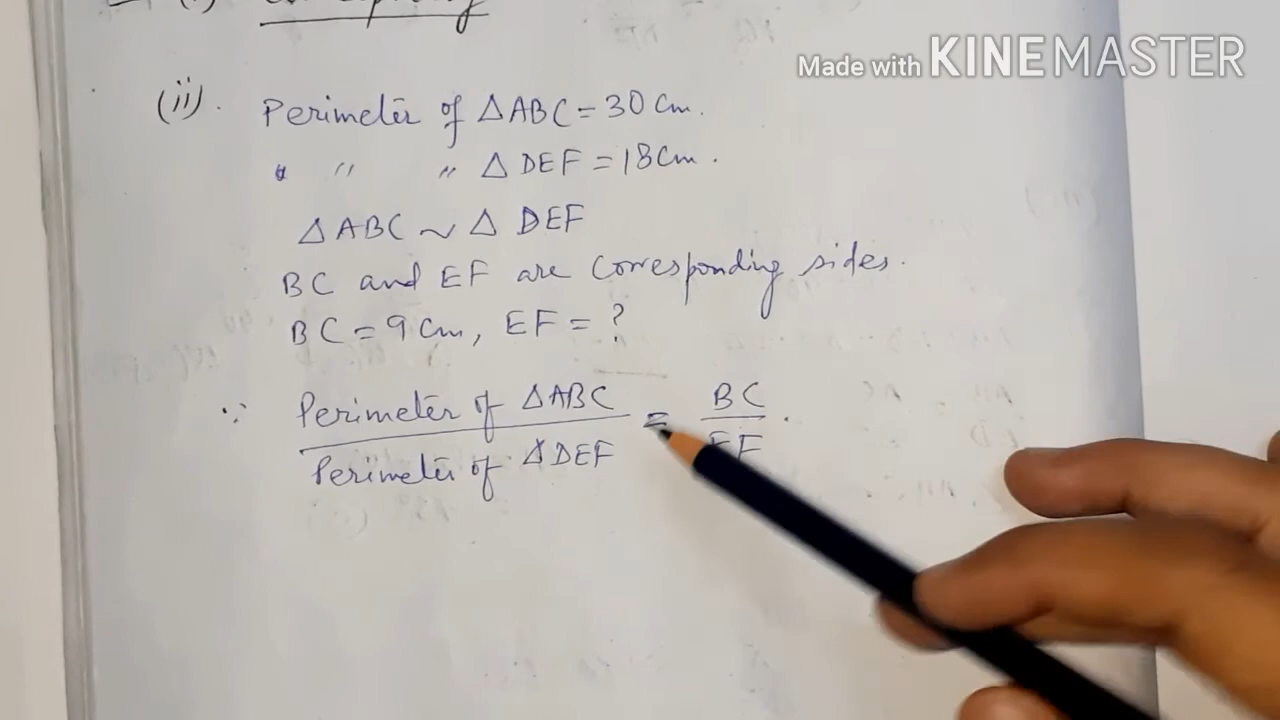 Made with KINEMASTER
(ii). Perimeter of △ABC = 30 cm.
" " " △ DEF = 18 cm.
△ ABC ~ △ DEF
BC and EF are corresponding sides.
BC = 9 cm, EF = ?
∵ Perimeter of △ABC / Perimeter of △DEF = BC / EF.